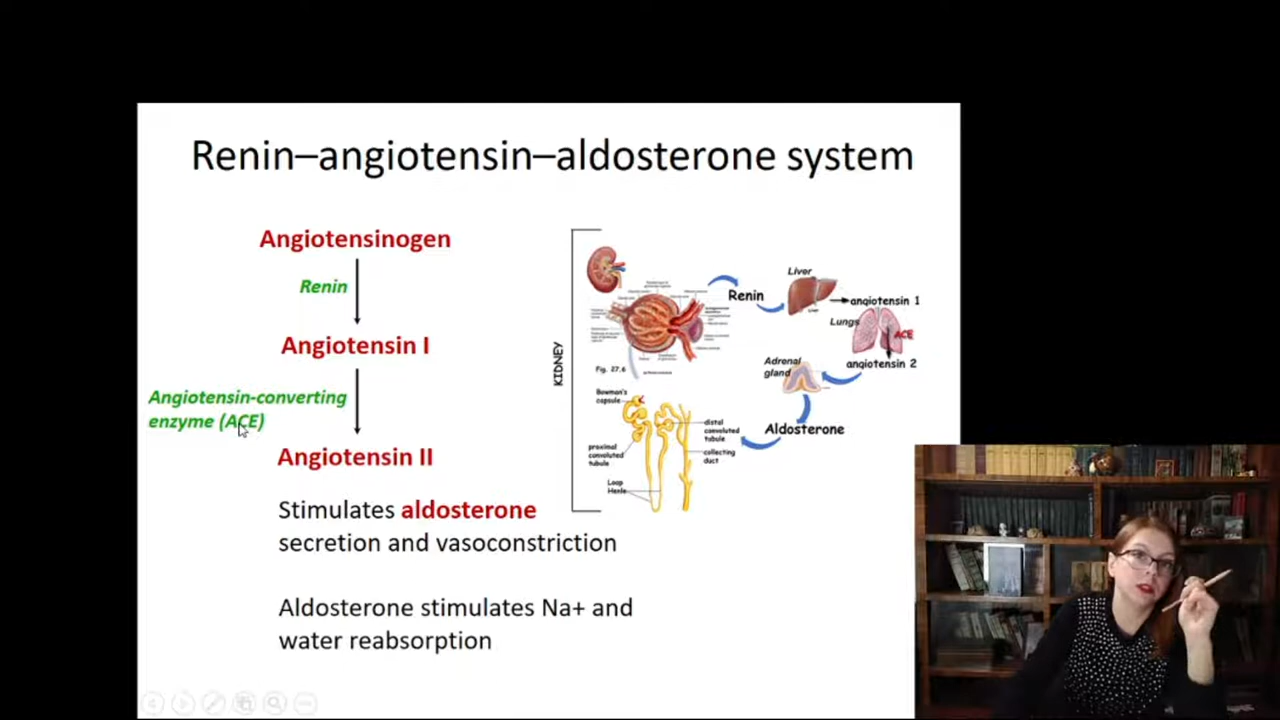 Renin–angiotensin–aldosterone system
Angiotensinogen
Renin
Angiotensin I
Angiotensin-converting
enzyme (ACE)
Angiotensin II
Stimulates aldosterone
secretion and vasoconstriction
Aldosterone stimulates Na+ and
water reabsorption
KIDNEY
Fig. 27.6
Renin
Liver
angiotensin 1
Lungs
ACE
angiotensin 2
Adrenal
gland
Aldosterone
Bowman's
capsule
distal
convoluted
tubule
proximal
convoluted
tubule
collecting
duct
Loop
Henle